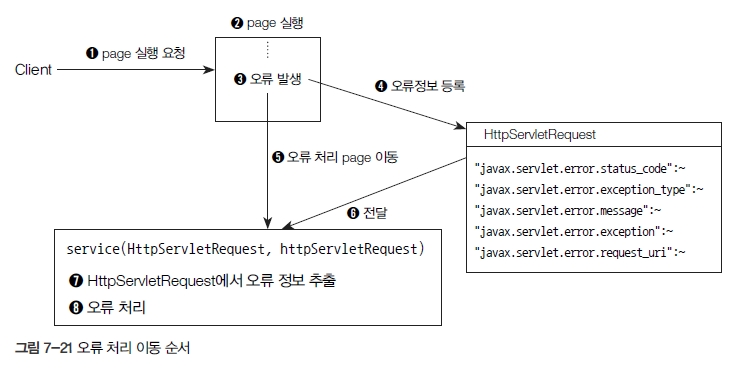 ❷ page 실행
❶ page 실행 요청
Client
❸ 오류 발생
❹ 오류정보 등록
HttpServletRequest
"javax.servlet.error.status_code":~
"javax.servlet.error.exception_type":~
"javax.servlet.error.message":~
"javax.servlet.error.exception":~
"javax.servlet.error.request_uri":~
❺ 오류 처리 page 이동
❻ 전달
service(HttpServletRequest, httpServletRequest)
❼ HttpServletRequest에서 오류 정보 추출
❽ 오류 처리
그림 7-21 오류 처리 이동 순서